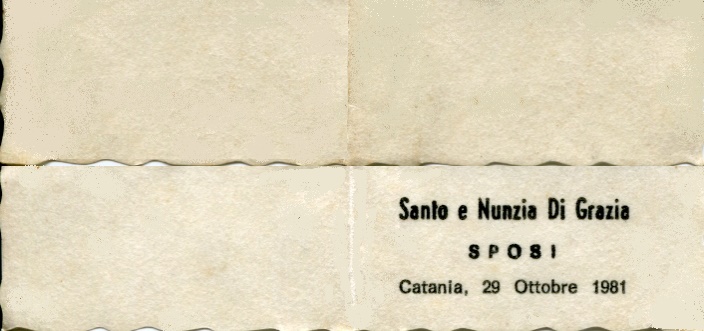 Santo e Nunzia Di Grazia
SPOSI
Catania, 29 Ottobre 1981